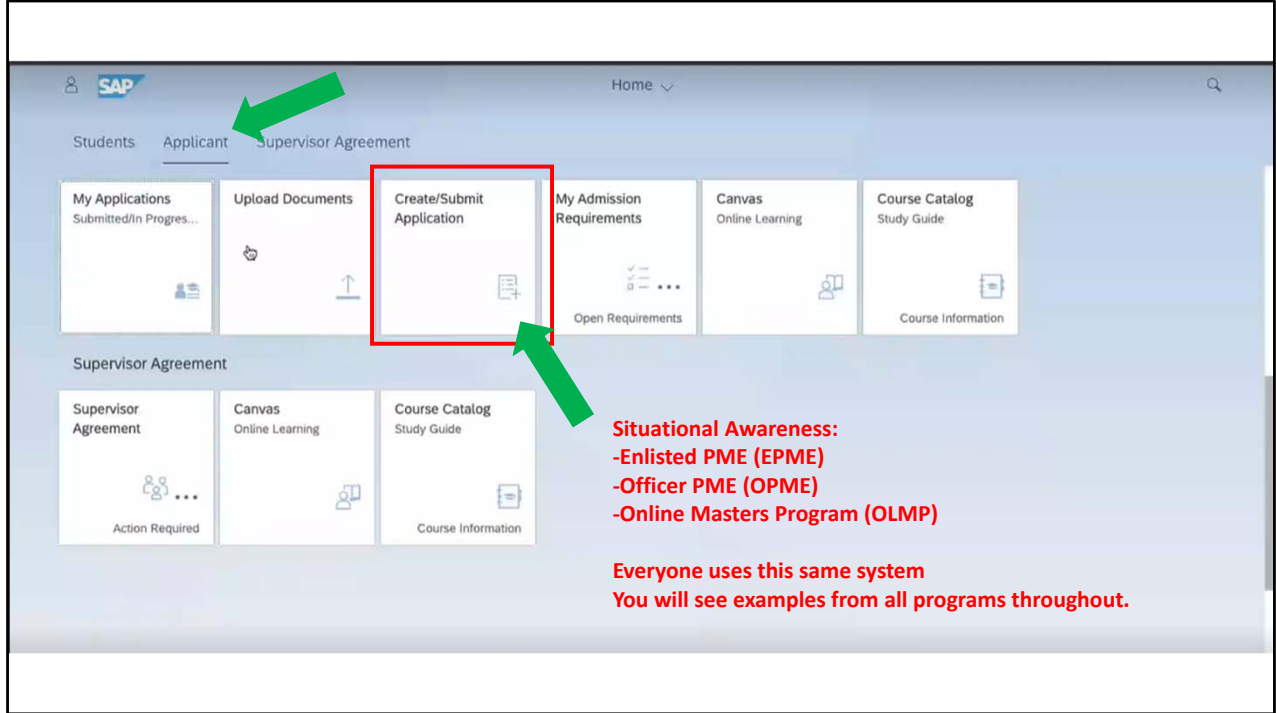 SAP
Home
Students Applicant Supervisor Agreement
My Applications
Submitted/In Progres...
Upload Documents
Create/Submit
Application
My Admission
Requirements
Open Requirements
Canvas
Online Learning
Course Catalog
Study Guide
Course Information
Supervisor Agreement
Supervisor
Agreement
Action Required
Canvas
Online Learning
Course Catalog
Study Guide
Course Information
Situational Awareness:
-Enlisted PME (EPME)
-Officer PME (OPME)
-Online Masters Program (OLMP)
Everyone uses this same system
You will see examples from all programs throughout.